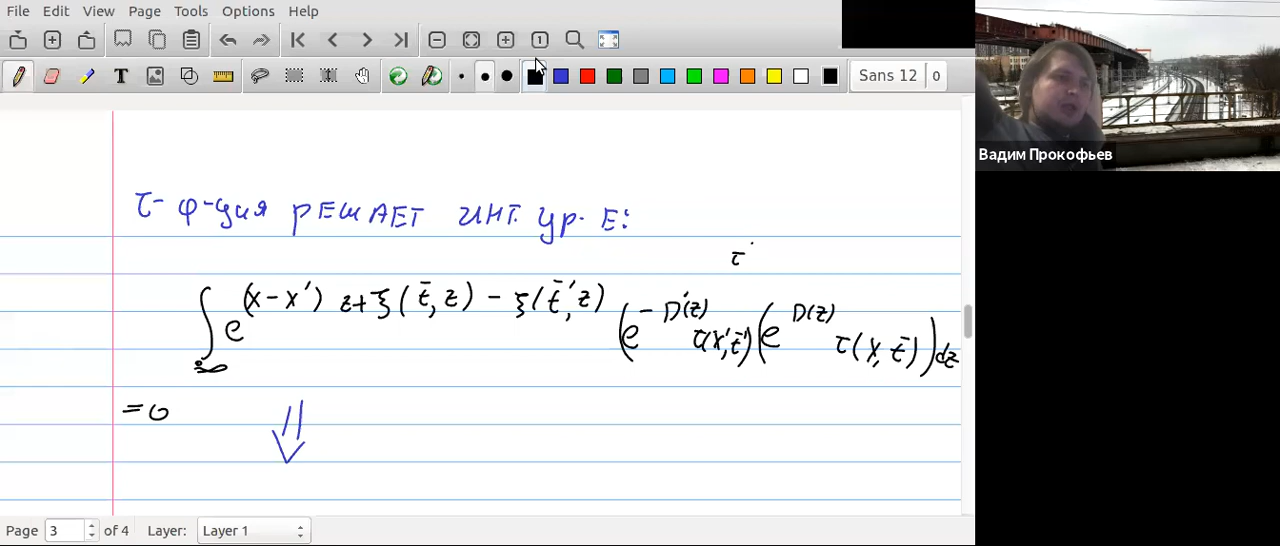 File Edit View Page Tools Options Help
Sans 12 0
Вадим Прокофьев
τ-ф-ция решает инт. ур-е:
τ
∫∞ e^(x-x')z+ξ(t̄,z)-ξ(t̄',z) (e^-D'(z) τ(x',t̄')(e^D(z) τ(x,t̄))dz
=0
⇓
Page 3 of 4 Layer: Layer 1